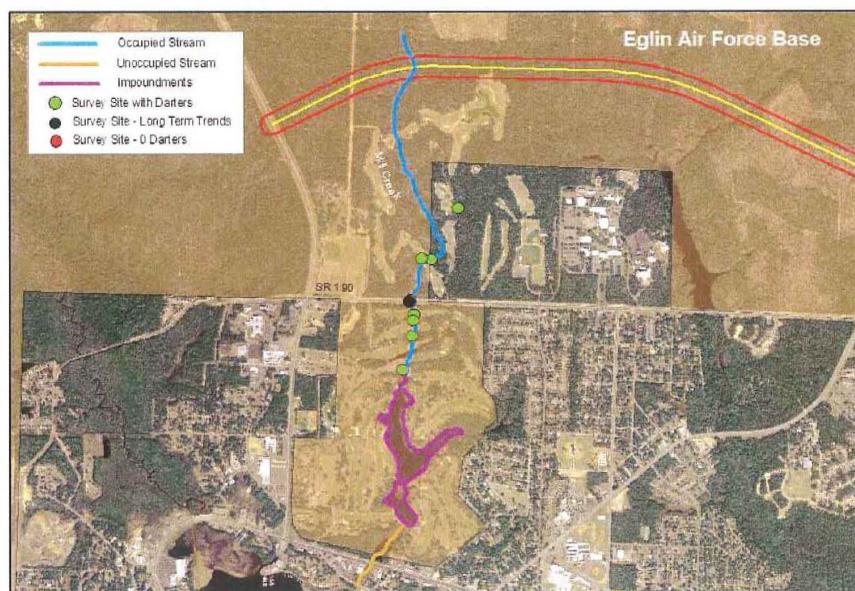 Eglin Air Force Base
Occupied Stream
Unoccupied Stream
Impoundments
Survey Site with Darters
Survey Site - Long Term Trends
Survey Site - 0 Darters
Mill Creek
SR 190